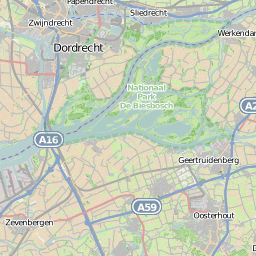 Papendrecht
Sliedrecht
Zwijndrecht
Werkendam
Dordrecht
Nationaal
Park
De Biesbosch
A2
A16
Geertruidenberg
A59
Zevenbergen
Oosterhout